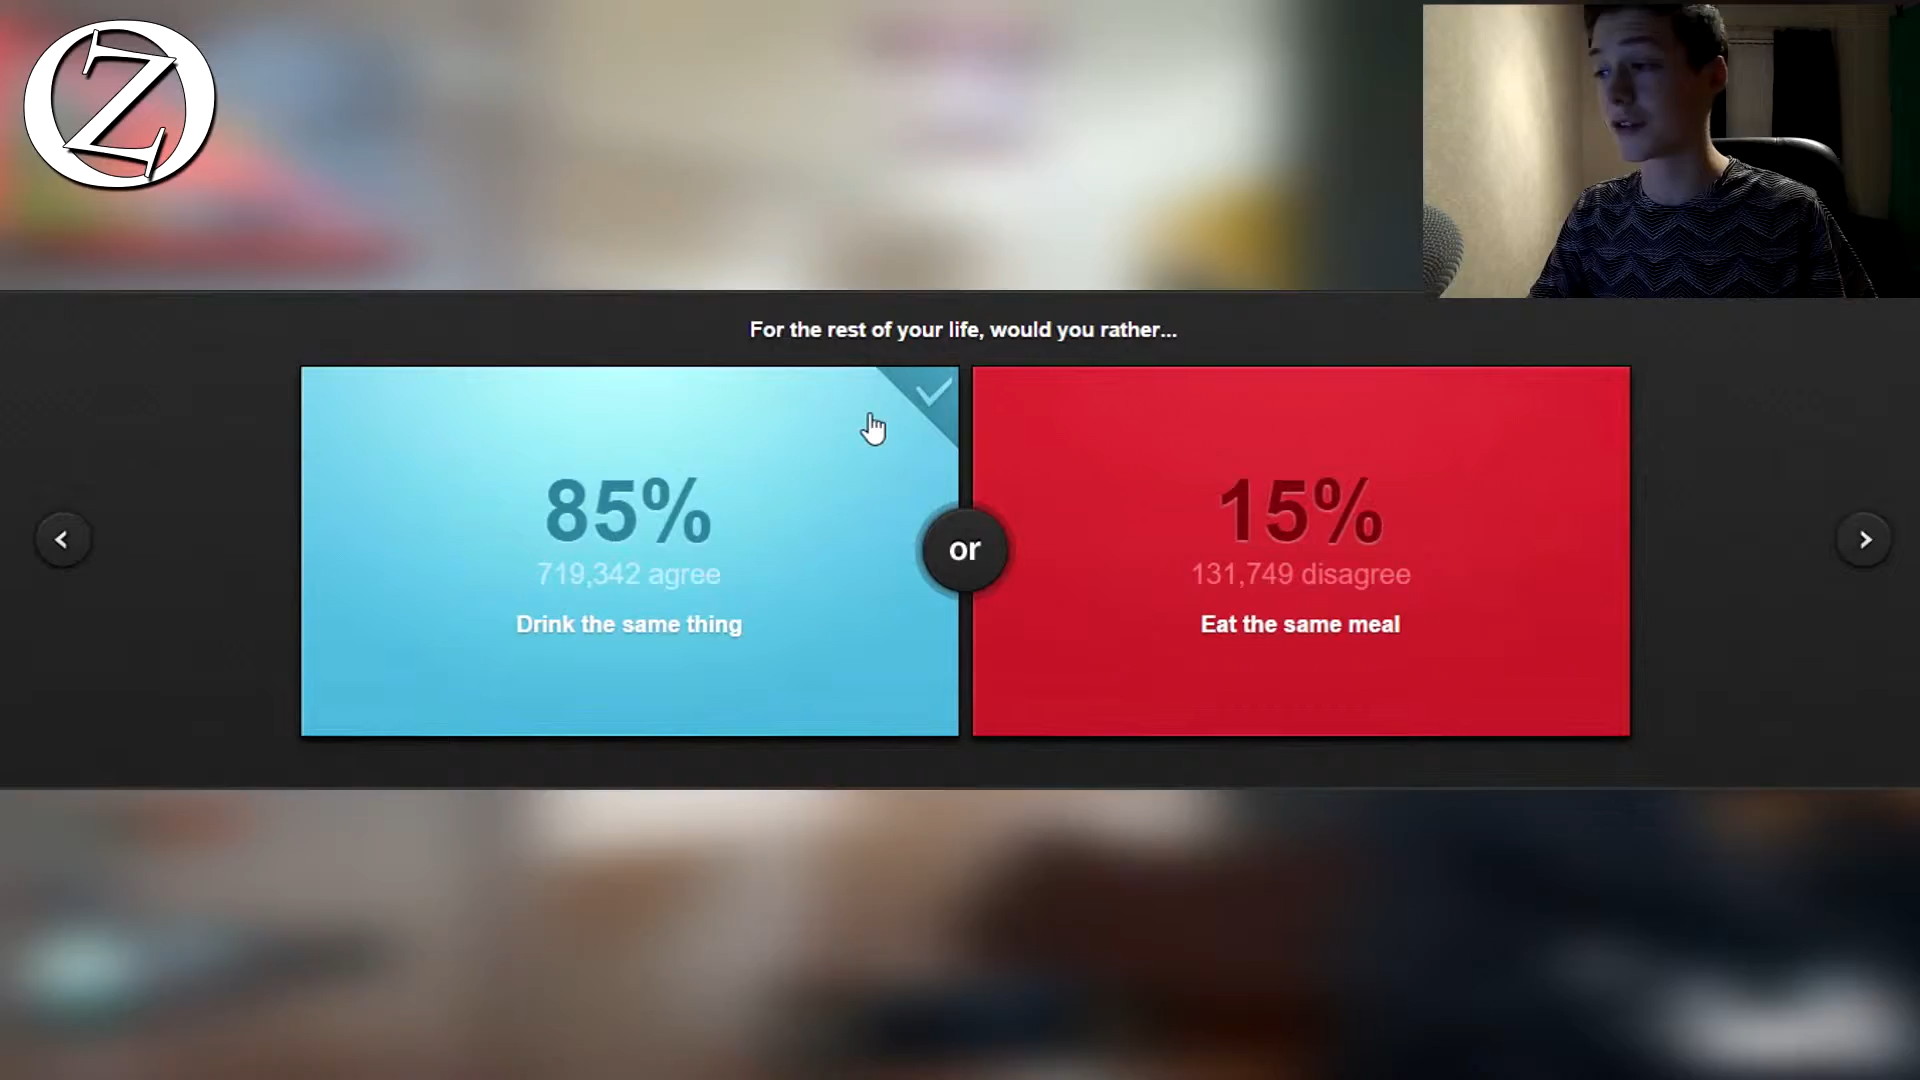 OZ
For the rest of your life, would you rather...
85%
719,342 agree
Drink the same thing
or
15%
131,749 disagree
Eat the same meal